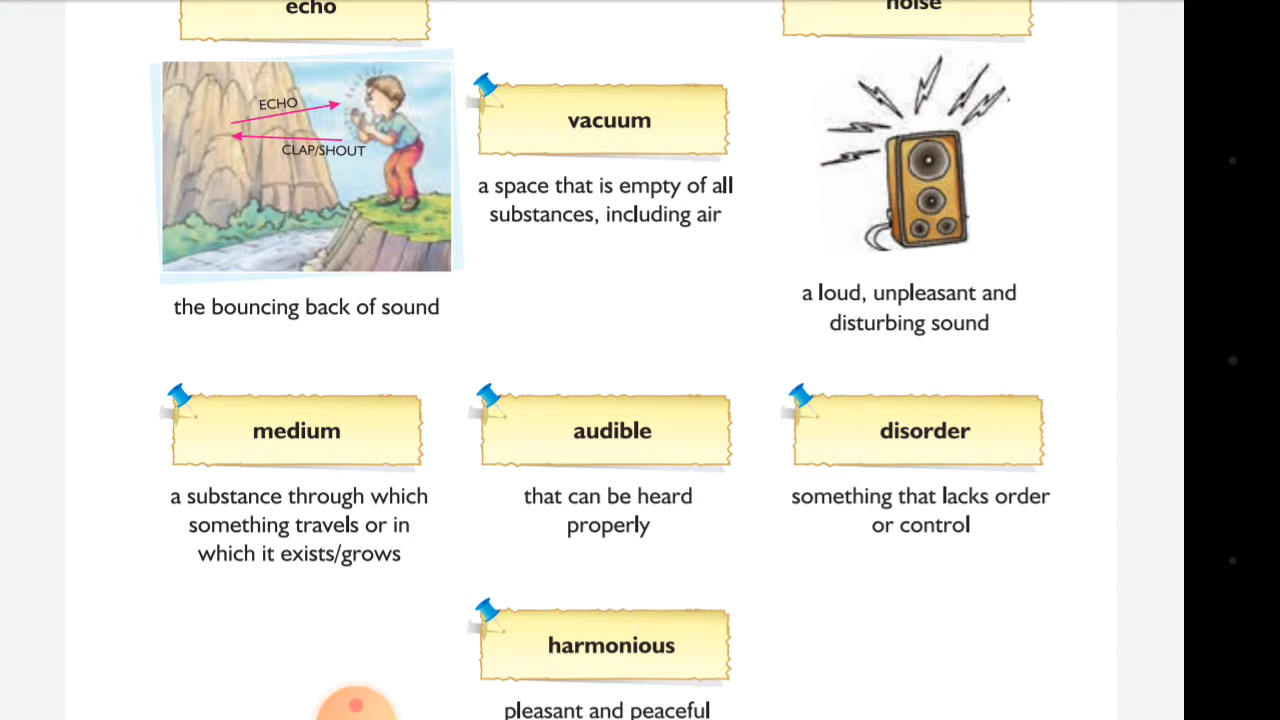 echo
noise
ECHO
CLAP/SHOUT
vacuum
a space that is empty of all
substances, including air
the bouncing back of sound
a loud, unpleasant and
disturbing sound
medium
audible
disorder
a substance through which
something travels or in
which it exists/grows
that can be heard
properly
something that lacks order
or control
harmonious
pleasant and peaceful